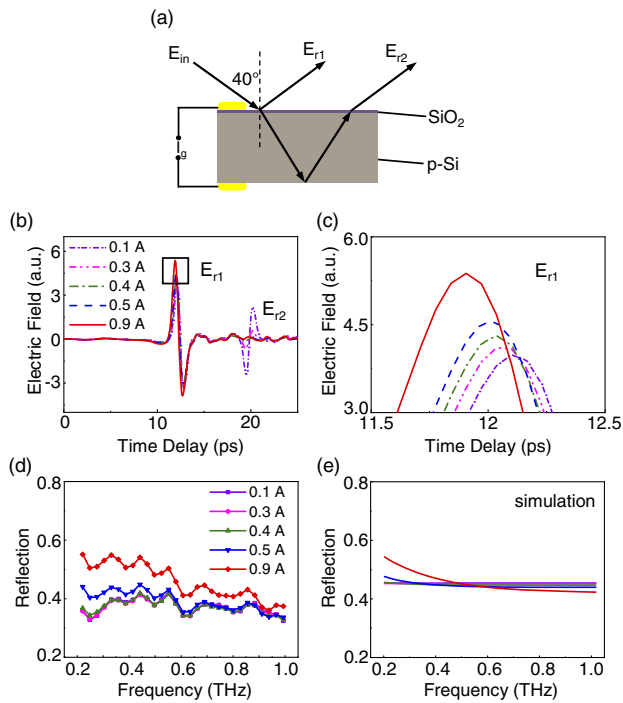 (a)
E_in
E_r1
E_r2
40°
SiO₂
g
p-Si
(b)
0.1 A
0.3 A
0.4 A
0.5 A
0.9 A
E_r1
E_r2
6
3
0
-3
Electric Field (a.u.)
0 10 20
Time Delay (ps)
(c)
6.0
4.5
3.0
E_r1
Electric Field (a.u.)
11.5 12 12.5
Time Delay (ps)
(d)
0.8
0.6
0.4
0.2
0.1 A
0.3 A
0.4 A
0.5 A
0.9 A
Reflection
0.2 0.4 0.6 0.8 1.0
Frequency (THz)
(e)
0.8
0.6
0.4
0.2
simulation
Reflection
0.2 0.4 0.6 0.8 1.0
Frequency (THz)